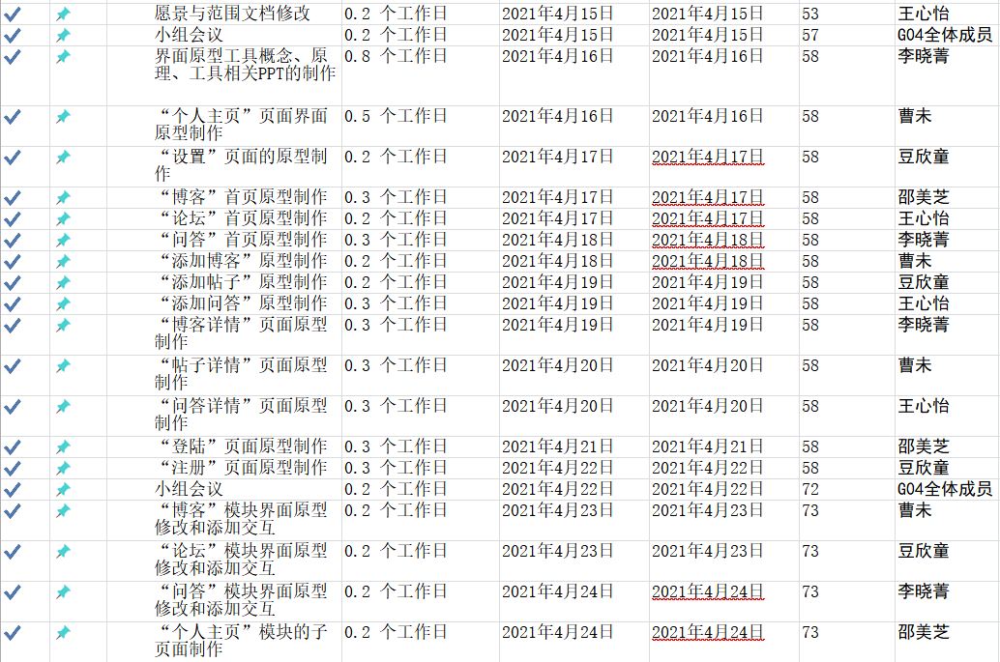 愿景与范围文档修改 0.2 个工作日 2021年4月15日 2021年4月15日 53 王心怡
小组会议 0.2 个工作日 2021年4月15日 2021年4月15日 57 G04全体成员
界面原型工具概念、原 0.8 个工作日 2021年4月16日 2021年4月16日 58 李晓菁
理、工具相关PPT的制作
“个人主页”页面界面 0.5 个工作日 2021年4月16日 2021年4月16日 58 曹未
原型制作
“设置”页面的原型制 0.2 个工作日 2021年4月17日 2021年4月17日 58 豆欣童
作
“博客”首页原型制作 0.3 个工作日 2021年4月17日 2021年4月17日 58 邵美芝
“论坛”首页原型制作 0.2 个工作日 2021年4月17日 2021年4月17日 58 王心怡
“问答”首页原型制作 0.3 个工作日 2021年4月18日 2021年4月18日 58 李晓菁
“添加博客”原型制作 0.2 个工作日 2021年4月18日 2021年4月18日 58 曹未
“添加帖子”原型制作 0.2 个工作日 2021年4月19日 2021年4月19日 58 豆欣童
“添加问答”原型制作 0.3 个工作日 2021年4月19日 2021年4月19日 58 王心怡
“博客详情”页面原型 0.3 个工作日 2021年4月19日 2021年4月19日 58 李晓菁
制作
“帖子详情”页面原型 0.3 个工作日 2021年4月20日 2021年4月20日 58 曹未
制作
“问答详情”页面原型 0.3 个工作日 2021年4月20日 2021年4月20日 58 王心怡
制作
“登陆”页面原型制作 0.3 个工作日 2021年4月21日 2021年4月21日 58 邵美芝
“注册”页面原型制作 0.3 个工作日 2021年4月22日 2021年4月22日 58 豆欣童
小组会议 0.2 个工作日 2021年4月22日 2021年4月22日 72 G04全体成员
“博客”模块界面原型 0.2 个工作日 2021年4月23日 2021年4月23日 73 曹未
修改和添加交互
“论坛”模块界面原型 0.2 个工作日 2021年4月23日 2021年4月23日 73 豆欣童
修改和添加交互
“问答”模块界面原型 0.2 个工作日 2021年4月24日 2021年4月24日 73 李晓菁
修改和添加交互
“个人主页”模块的子 0.2 个工作日 2021年4月24日 2021年4月24日 73 邵美芝
页面制作